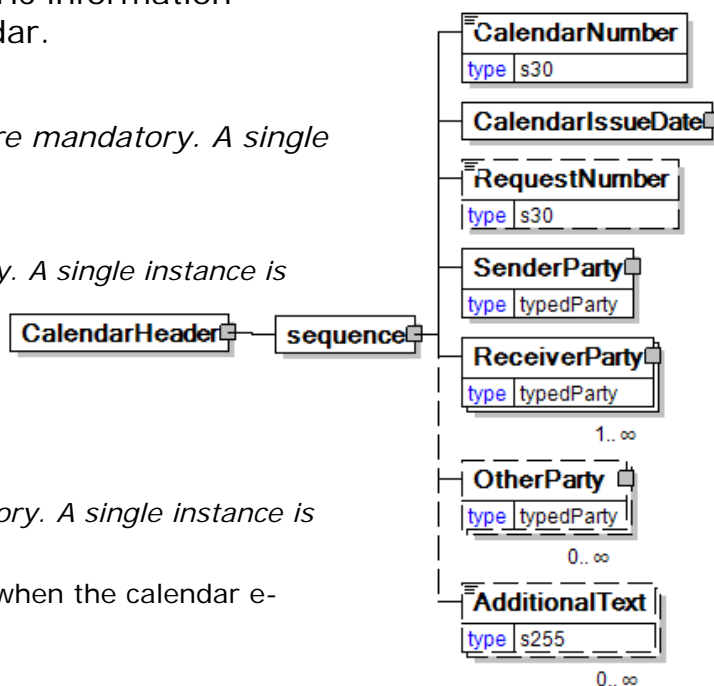 ns information
dar.
re mandatory. A single
y. A single instance is
ory. A single instance is
when the calendar e-
CalendarHeader
sequence
CalendarNumber
type s30
CalendarIssueDate
RequestNumber
type s30
SenderParty
type typedParty
ReceiverParty
type typedParty
1.. ∞
OtherParty
type typedParty
0.. ∞
AdditionalText
type s255
0.. ∞